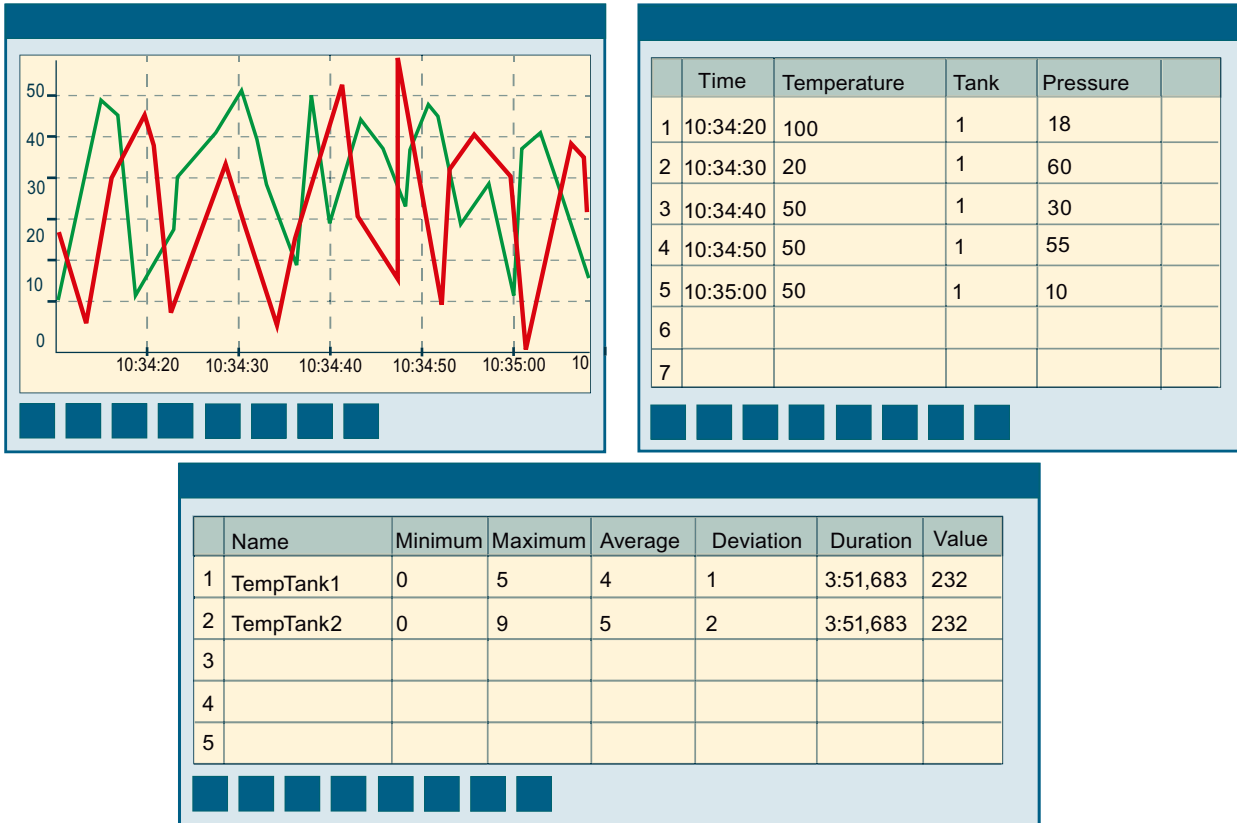 50
40
30
20
10
0
10:34:20 10:34:30 10:34:40 10:34:50 10:35:00 10
Time Temperature Tank Pressure
1 10:34:20 100 1 18
2 10:34:30 20 1 60
3 10:34:40 50 1 30
4 10:34:50 50 1 55
5 10:35:00 50 1 10
6
7
Name Minimum Maximum Average Deviation Duration Value
1 TempTank1 0 5 4 1 3:51,683 232
2 TempTank2 0 9 5 2 3:51,683 232
3
4
5